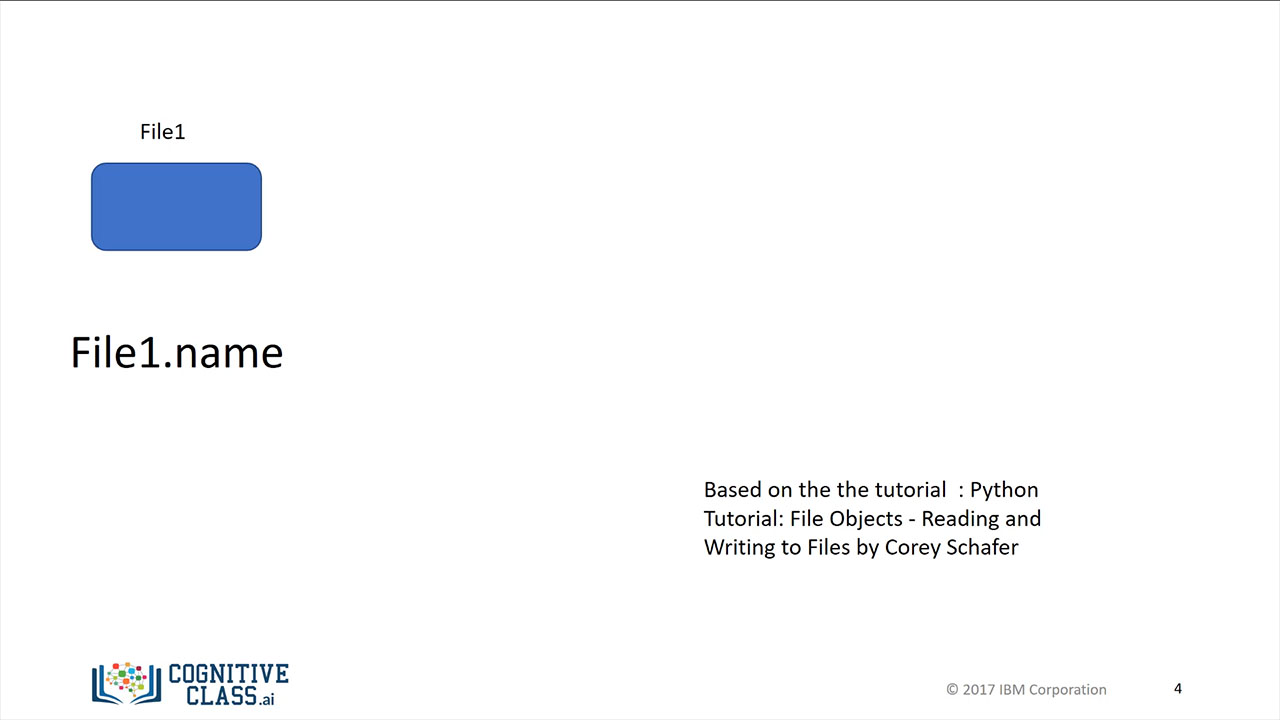 File1
File1.name
Based on the the tutorial  : Python
Tutorial: File Objects - Reading and
Writing to Files by Corey Schafer
COGNITIVE
CLASS.ai
© 2017 IBM Corporation
4